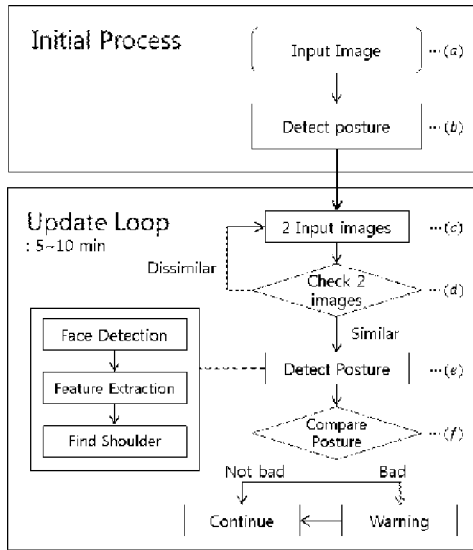 Initial Process
Input Image
···(a)
Detect posture
···(b)
Update Loop
: 5~10 min
2 Input images
···(c)
Dissimilar
Check 2
images
···(d)
Similar
Face Detection
Feature Extraction
Find Shoulder
Detect Posture
···(e)
Compare
Posture
···(f)
Not bad
Bad
Continue
Warning